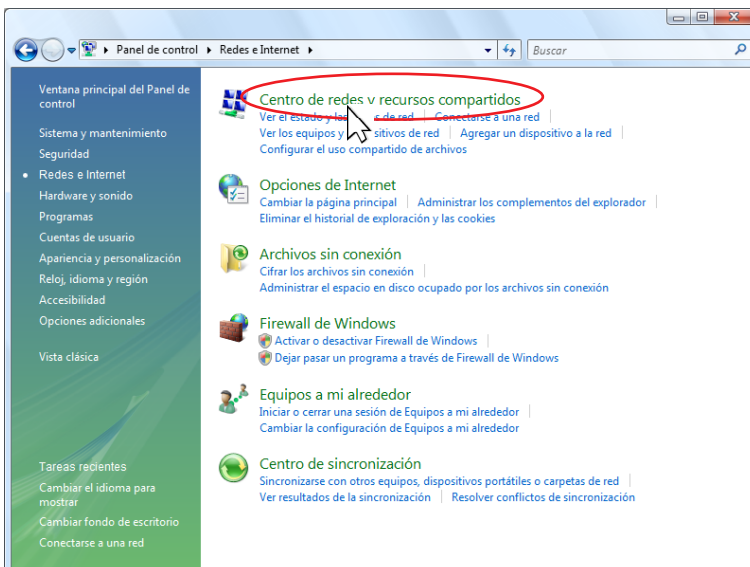 Panel de control
Redes e Internet
Buscar
Ventana principal del Panel de
control
Sistema y mantenimiento
Seguridad
Redes e Internet
Hardware y sonido
Programas
Cuentas de usuario
Apariencia y personalización
Reloj, idioma y región
Accesibilidad
Opciones adicionales
Vista clásica
Tareas recientes
Cambiar el idioma para
mostrar
Cambiar fondo de escritorio
Conectarse a una red
Centro de redes y recursos compartidos
Ver el estado y las de red | Conectarse a una red
Ver los equipos y de red | Agregar un dispositivo a la red
Configurar el uso compartido de archivos
Opciones de Internet
Cambiar la página principal | Administrar los complementos del explorador
Eliminar el historial de exploración y las cookies
Archivos sin conexión
Cifrar los archivos sin conexión
Administrar el espacio en disco ocupado por los archivos sin conexión
Firewall de Windows
Activar o desactivar Firewall de Windows
Dejar pasar un programa a través de Firewall de Windows
Equipos a mi alrededor
Iniciar o cerrar una sesión de Equipos a mi alrededor
Cambiar la configuración de Equipos a mi alrededor
Centro de sincronización
Sincronizarse con otros equipos, dispositivos portátiles o carpetas de red
Ver resultados de la sincronización | Resolver conflictos de sincronización